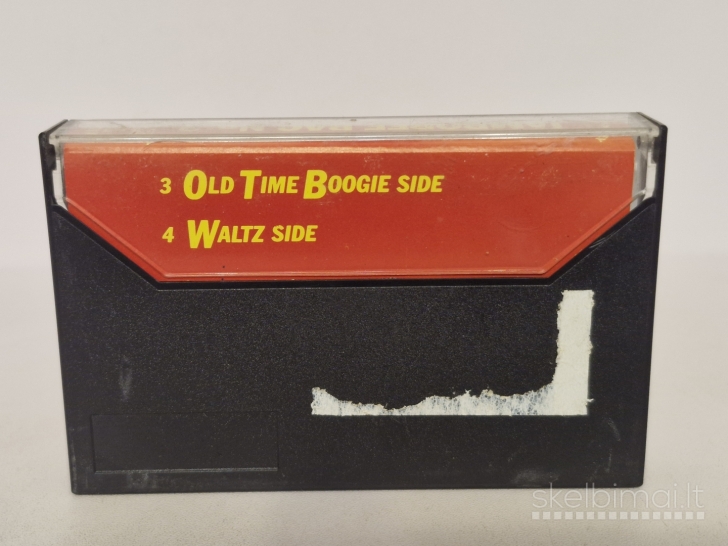 3 OLD TIME BOOGIE SIDE
4 WALTZ SIDE
skelbimai.lt